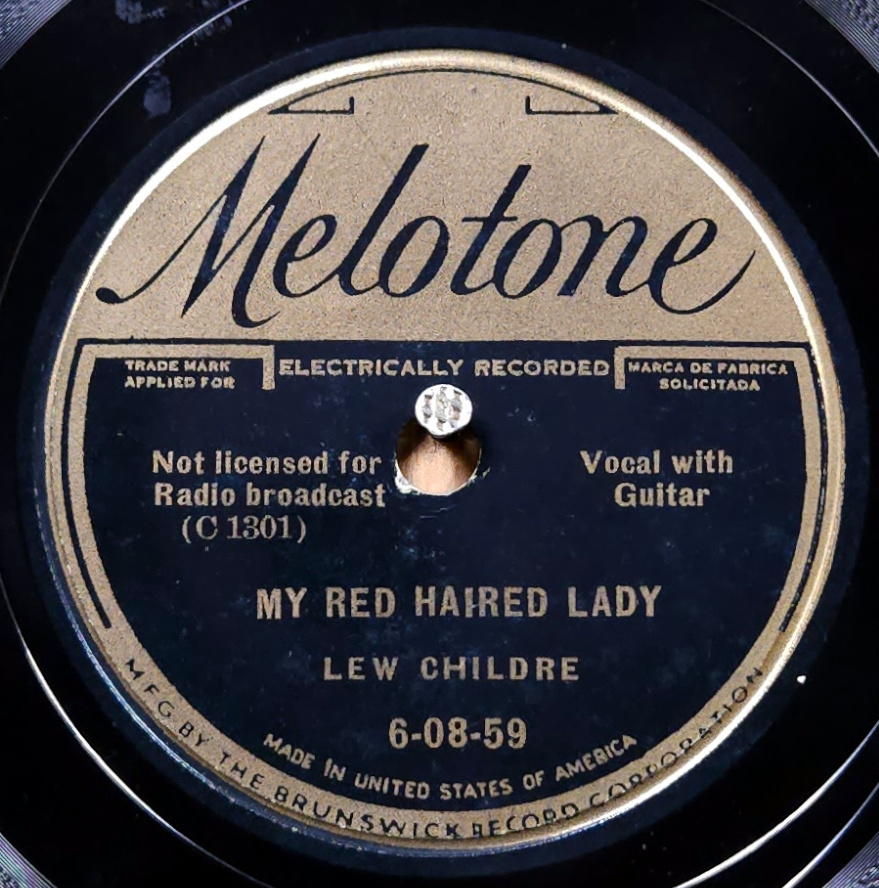 Melotone
TRADE MARK
APPLIED FOR
ELECTRICALLY RECORDED
MARCA DE FABRICA
SOLICITADA
Not licensed for
Radio broadcast
(C 1301)
Vocal with
Guitar
MY RED HAIRED LADY
LEW CHILDRE
6-08-59
MADE IN UNITED STATES OF AMERICA
MFG BY THE BRUNSWICK RECORD CORPORATION